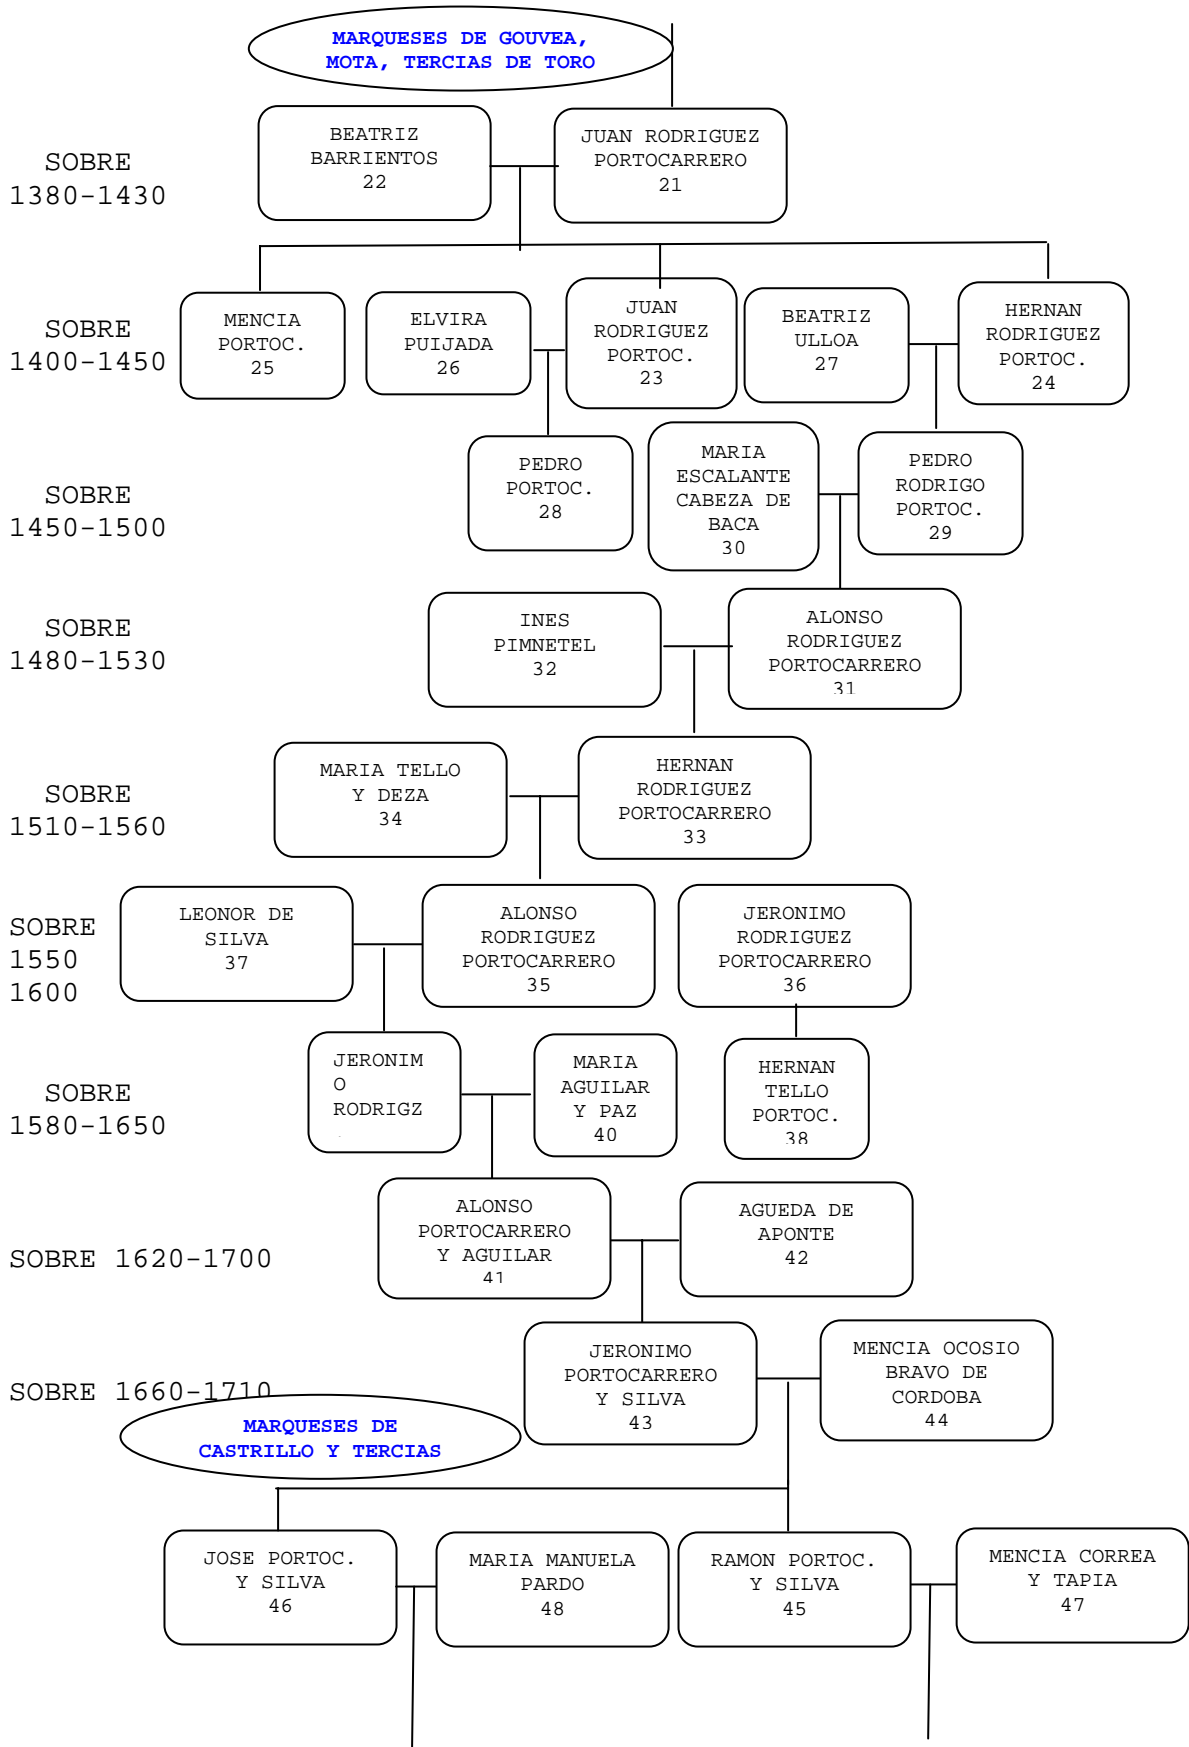 MARQUESES DE GOUVEA,
MOTA, TERCIAS DE TORO
SOBRE
1380-1430
BEATRIZ
BARRIENTOS
22
JUAN RODRIGUEZ
PORTOCARRERO
21
SOBRE
1400-1450
MENCIA
PORTOC.
25
ELVIRA
PUIJADA
26
JUAN
RODRIGUEZ
PORTOC.
23
BEATRIZ
ULLOA
27
HERNAN
RODRIGUEZ
PORTOC.
24
SOBRE
1450-1500
PEDRO
PORTOC.
28
MARIA
ESCALANTE
CABEZA DE
BACA
30
PEDRO
RODRIGO
PORTOC.
29
SOBRE
1480-1530
INES
PIMNETEL
32
ALONSO
RODRIGUEZ
PORTOCARRERO
31
SOBRE
1510-1560
MARIA TELLO
Y DEZA
34
HERNAN
RODRIGUEZ
PORTOCARRERO
33
SOBRE
1550
1600
LEONOR DE
SILVA
37
ALONSO
RODRIGUEZ
PORTOCARRERO
35
JERONIMO
RODRIGUEZ
PORTOCARRERO
36
SOBRE
1580-1650
JERONIM
O
RODRIGZ
MARIA
AGUILAR
Y PAZ
40
HERNAN
TELLO
PORTOC.
38
SOBRE 1620-1700
ALONSO
PORTOCARRERO
Y AGUILAR
41
AGUEDA DE
APONTE
42
SOBRE 1660-1710
JERONIMO
PORTOCARRERO
Y SILVA
43
MENCIA OCOSIO
BRAVO DE
CORDOBA
44
MARQUESES DE
CASTRILLO Y TERCIAS
JOSE PORTOC.
Y SILVA
46
MARIA MANUELA
PARDO
48
RAMON PORTOC.
Y SILVA
45
MENCIA CORREA
Y TAPIA
47